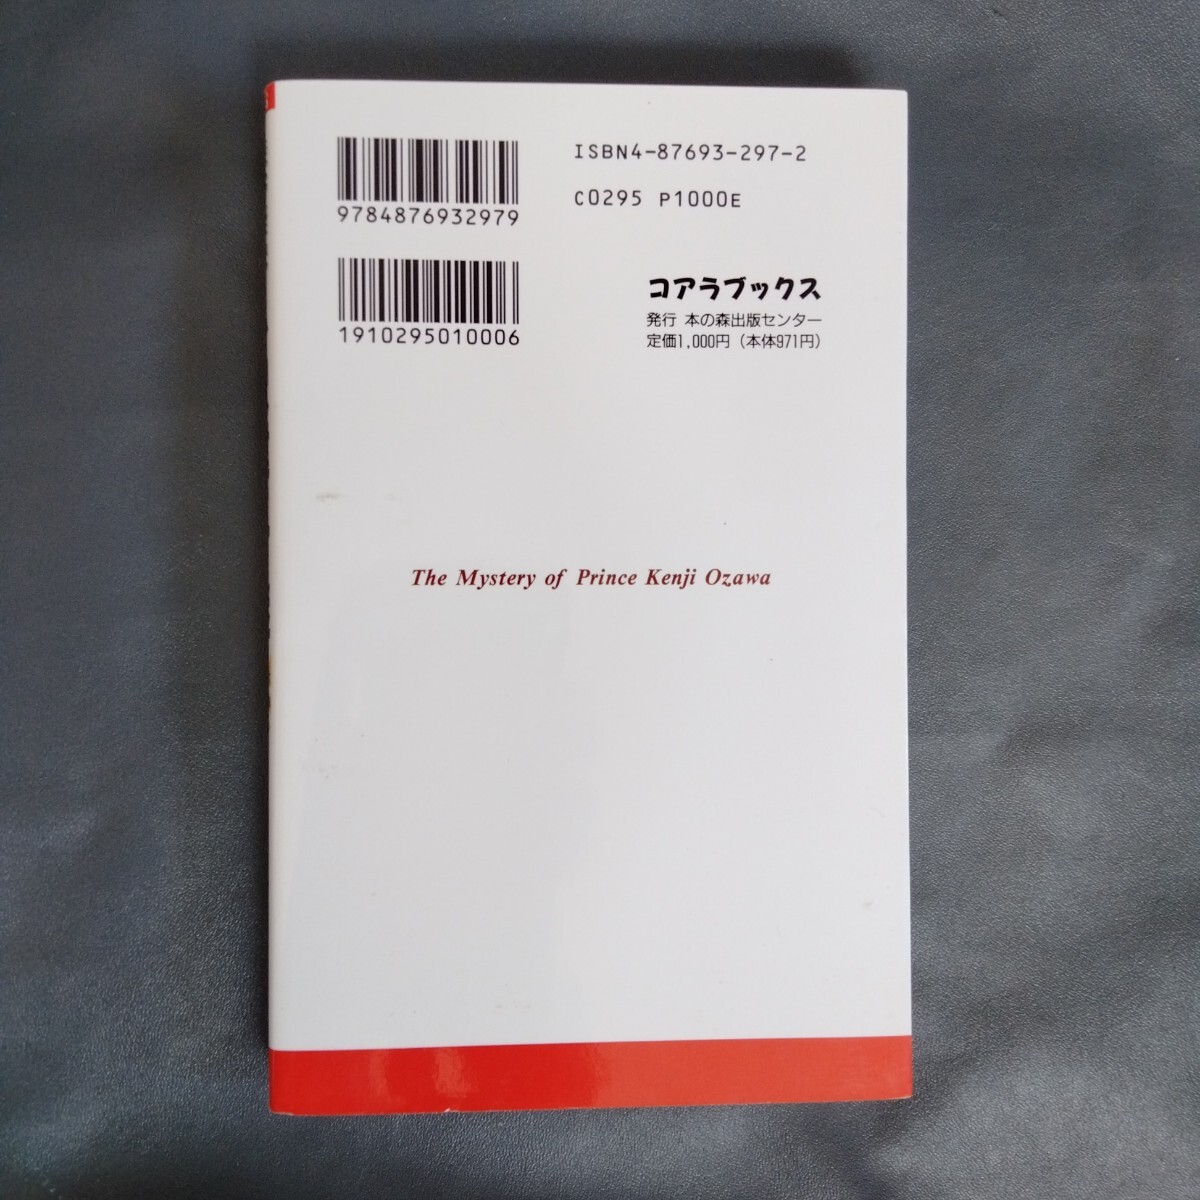 9784876932979
ISBN4-87693-297-2
C0295 P1000E
1910295010006
コアラブックス
発行 本の森出版センター
定価1,000円（本体971円）
The Mystery of Prince Kenji Ozawa